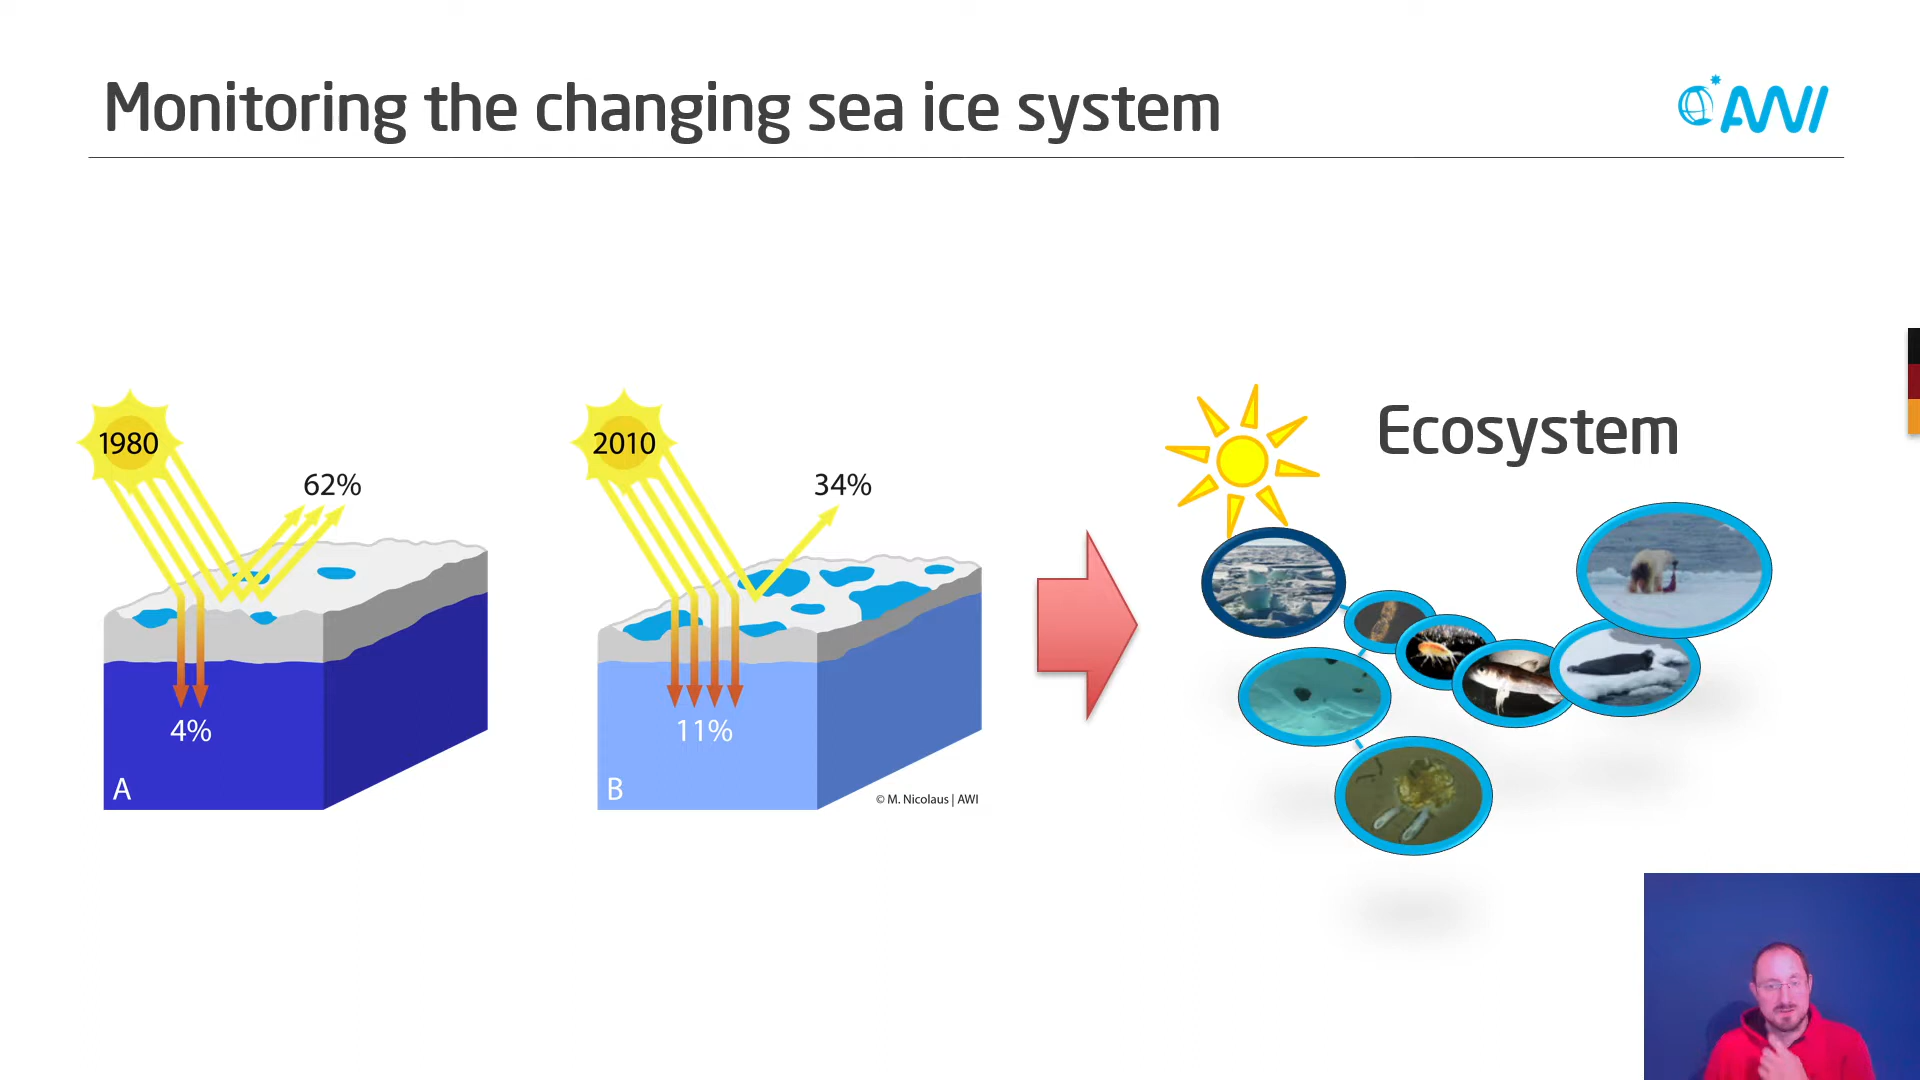 Monitoring the changing sea ice system
AWI
1980
62%
4%
A
2010
34%
11%
B
© M. Nicolaus | AWI
Ecosystem